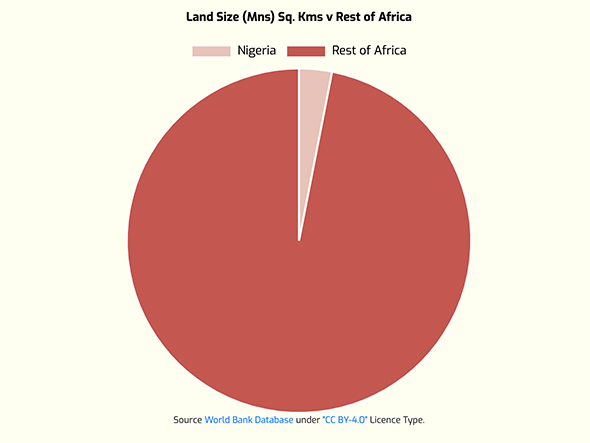 Land Size (Mns) Sq. Kms v Rest of Africa
Nigeria Rest of Africa
Source World Bank Database under "CC BY-4.0" Licence Type.